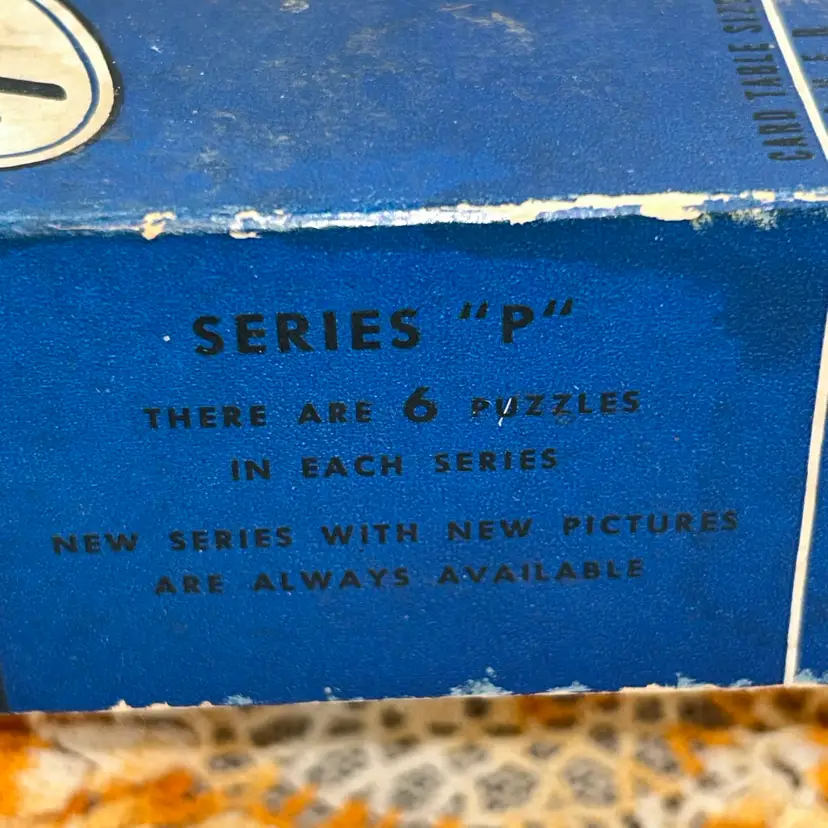 CARD TABLE SIZE
SERIES "P"
THERE ARE 6 PUZZLES
IN EACH SERIES
NEW SERIES WITH NEW PICTURES
ARE ALWAYS AVAILABLE